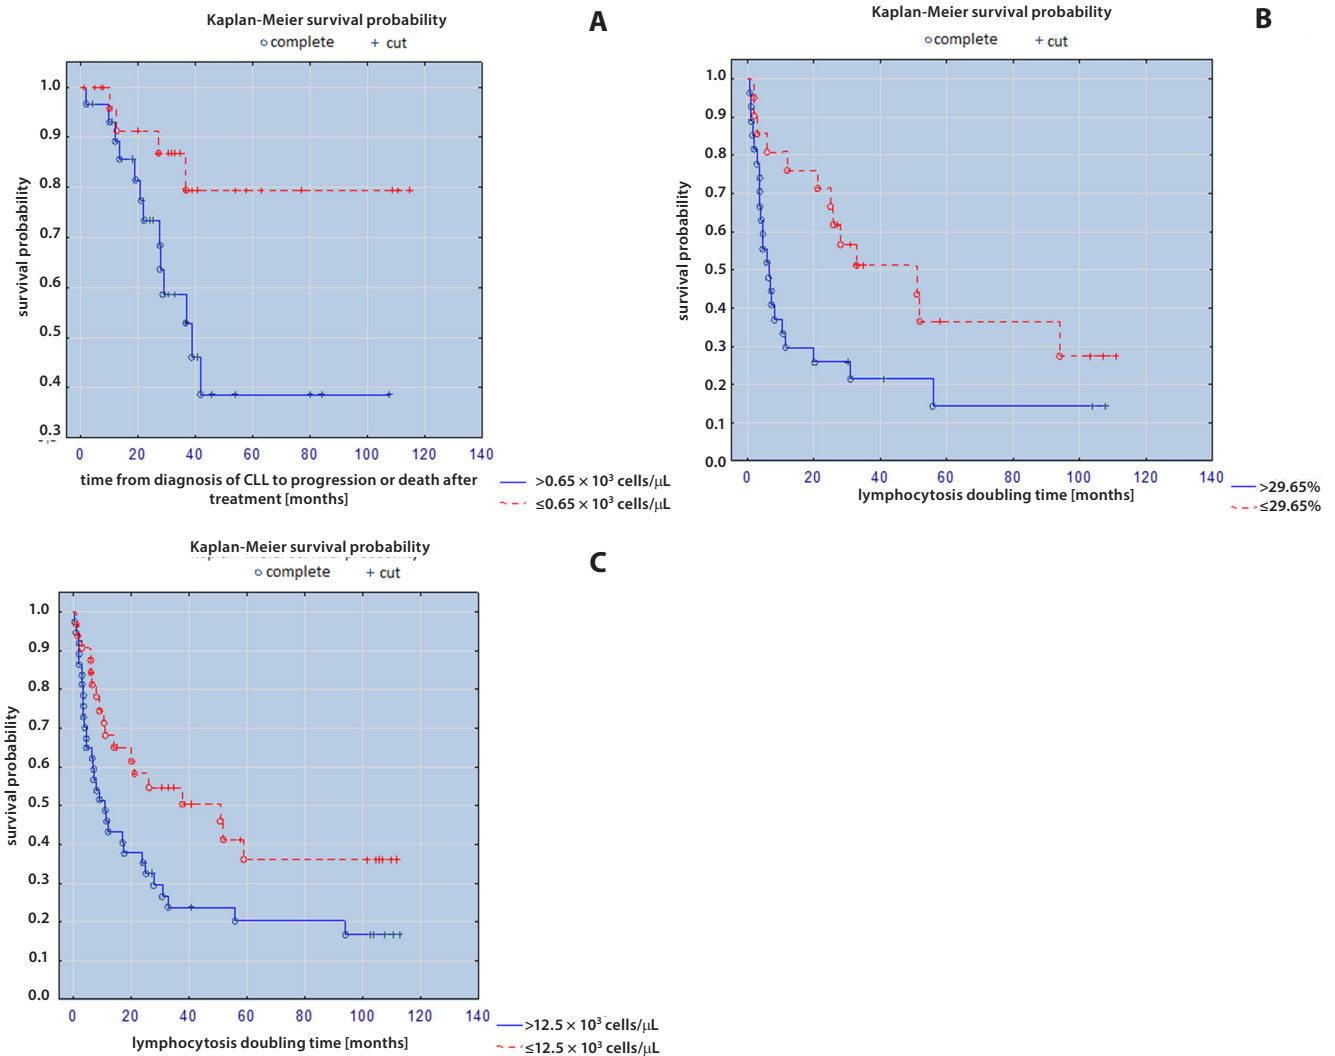 Kaplan-Meier survival probability
A
complete + cut
1.0
0.9
0.8
0.7
0.6
0.5
0.4
0.3
survival probability
0 20 40 60 80 100 120 140
time from diagnosis of CLL to progression or death after
treatment [months]
>0.65 × 10³ cells/µL
≤0.65 × 10³ cells/µL
Kaplan-Meier survival probability
B
complete + cut
1.0
0.9
0.8
0.7
0.6
0.5
0.4
0.3
0.2
0.1
0.0
survival probability
0 20 40 60 80 100 120 140
lymphocytosis doubling time [months]
>29.65%
≤29.65%
Kaplan-Meier survival probability
C
complete + cut
1.0
0.9
0.8
0.7
0.6
0.5
0.4
0.3
0.2
0.1
0.0
survival probability
0 20 40 60 80 100 120 140
lymphocytosis doubling time [months]
>12.5 × 10³ cells/µL
≤12.5 × 10³ cells/µL